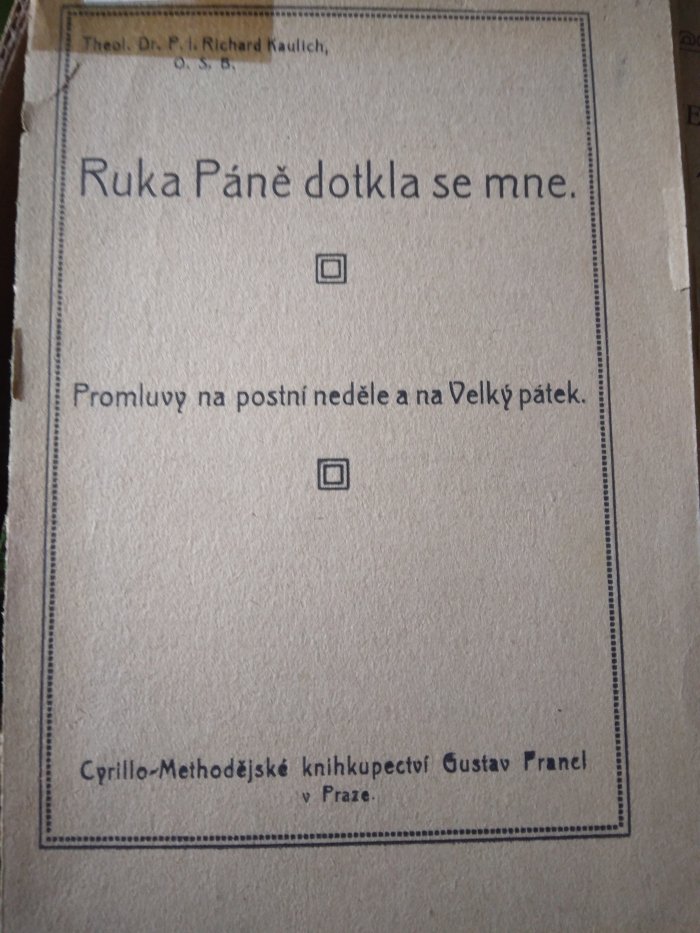 Theol. Dr. P. I. Richard Kaulich,
O. S. B.
Ruka Páně dotkla se mne.
Promluvy na postní neděle a na Velký pátek.
Cyrillo-Methodějské knihkupectví Gustav Francl
v Praze.